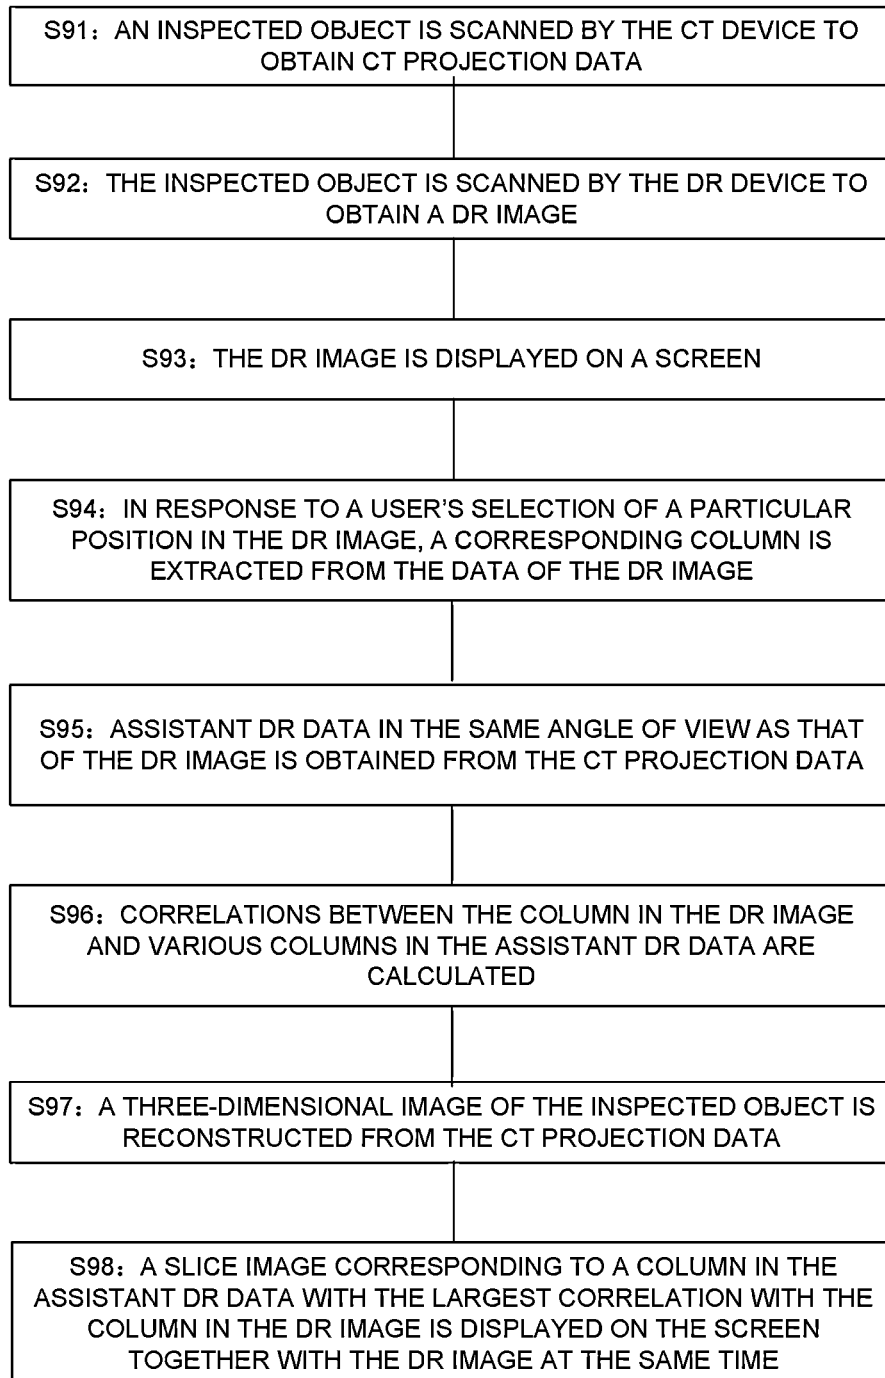 S91: AN INSPECTED OBJECT IS SCANNED BY THE CT DEVICE TO
OBTAIN CT PROJECTION DATA
S92: THE INSPECTED OBJECT IS SCANNED BY THE DR DEVICE TO
OBTAIN A DR IMAGE
S93: THE DR IMAGE IS DISPLAYED ON A SCREEN
S94: IN RESPONSE TO A USER'S SELECTION OF A PARTICULAR
POSITION IN THE DR IMAGE, A CORRESPONDING COLUMN IS
EXTRACTED FROM THE DATA OF THE DR IMAGE
S95: ASSISTANT DR DATA IN THE SAME ANGLE OF VIEW AS THAT
OF THE DR IMAGE IS OBTAINED FROM THE CT PROJECTION DATA
S96: CORRELATIONS BETWEEN THE COLUMN IN THE DR IMAGE
AND VARIOUS COLUMNS IN THE ASSISTANT DR DATA ARE
CALCULATED
S97: A THREE-DIMENSIONAL IMAGE OF THE INSPECTED OBJECT IS
RECONSTRUCTED FROM THE CT PROJECTION DATA
S98: A SLICE IMAGE CORRESPONDING TO A COLUMN IN THE
ASSISTANT DR DATA WITH THE LARGEST CORRELATION WITH THE
COLUMN IN THE DR IMAGE IS DISPLAYED ON THE SCREEN
TOGETHER WITH THE DR IMAGE AT THE SAME TIME